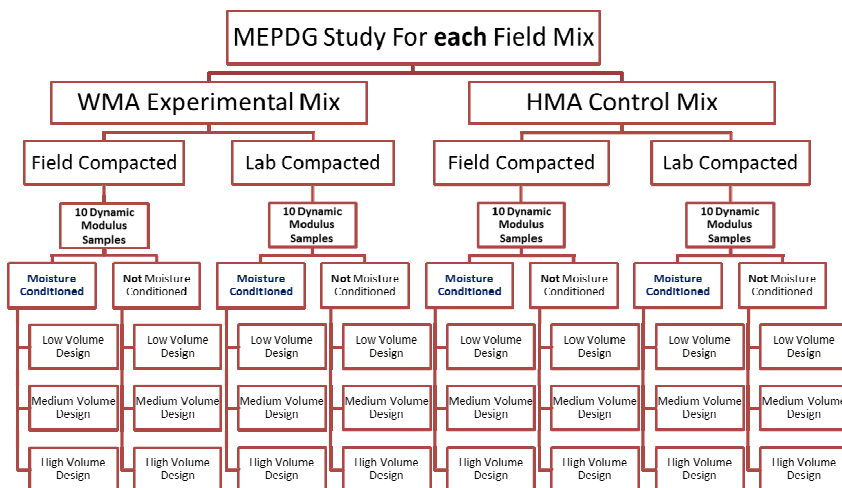 MEPDG Study For each Field Mix
WMA Experimental Mix
HMA Control Mix
Field Compacted
Lab Compacted
Field Compacted
Lab Compacted
10 Dynamic
Modulus
Samples
10 Dynamic
Modulus
Samples
10 Dynamic
Modulus
Samples
10 Dynamic
Modulus
Samples
Moisture
Conditioned
Not Moisture
Conditioned
Moisture
Conditioned
Not Moisture
Conditioned
Moisture
Conditioned
Not Moisture
Conditioned
Moisture
Conditioned
Not Moisture
Conditioned
Low Volume
Design
Low Volume
Design
Low Volume
Design
Low Volume
Design
Low Volume
Design
Low Volume
Design
Low Volume
Design
Low Volume
Design
Medium Volume
Design
Medium Volume
Design
Medium Volume
Design
Medium Volume
Design
Medium Volume
Design
Medium Volume
Design
Medium Volume
Design
Medium Volume
Design
High Volume
Design
High Volume
Design
High Volume
Design
High Volume
Design
High Volume
Design
High Volume
Design
High Volume
Design
High Volume
Design